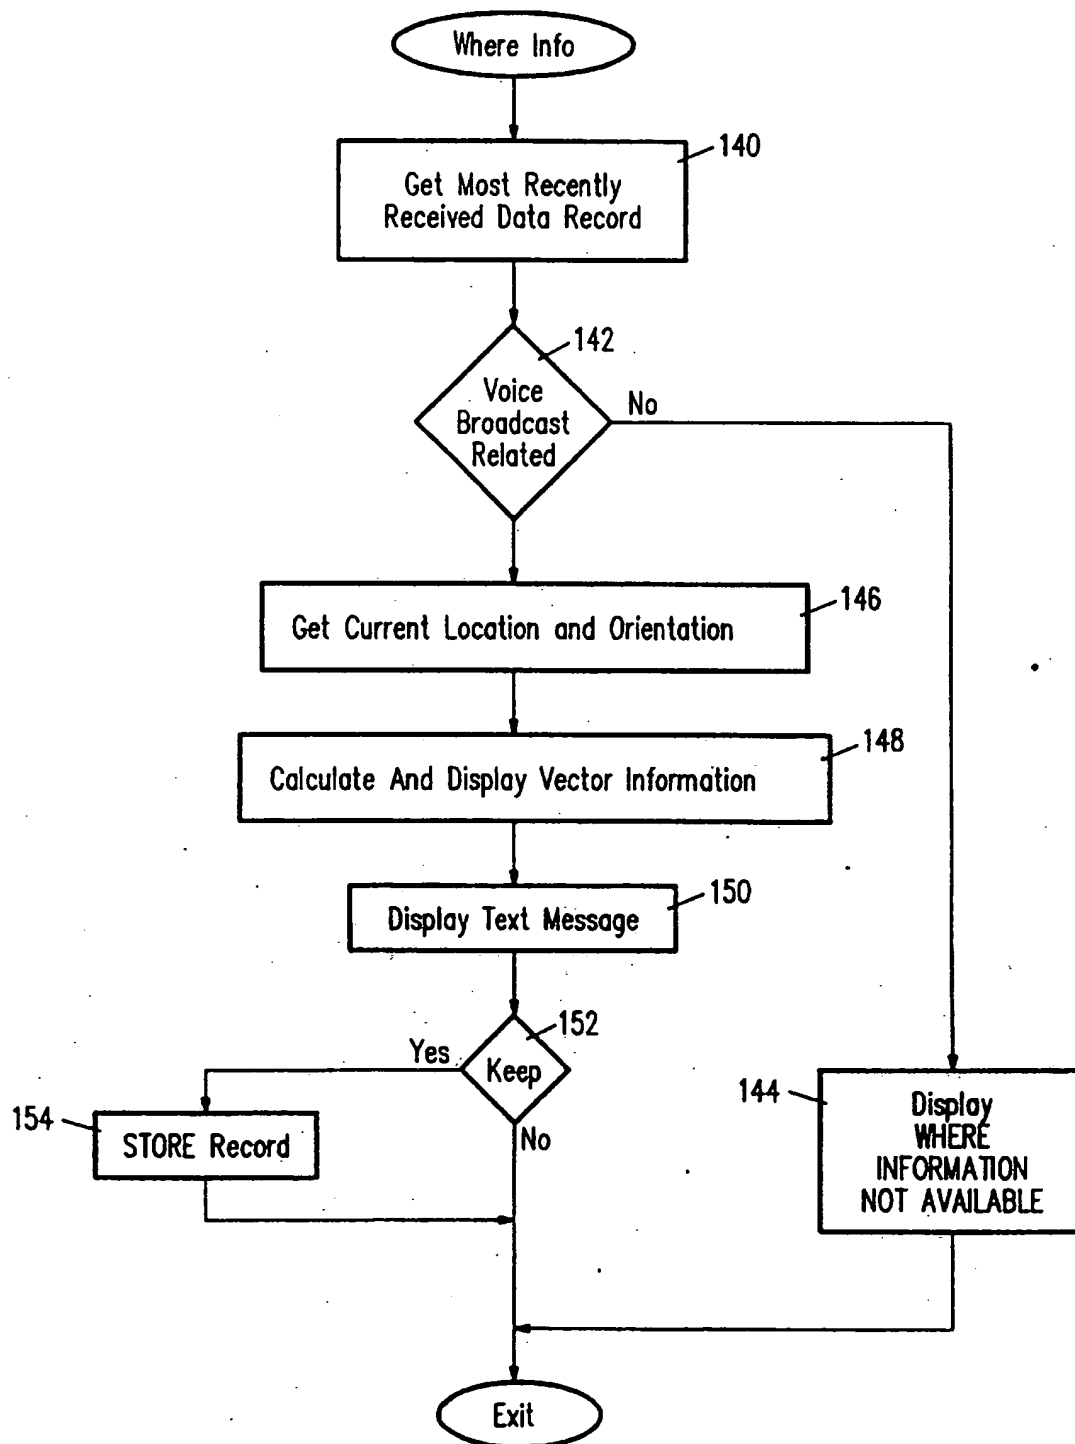 Where Info
140
Get Most Recently
Received Data Record
142
Voice
Broadcast
Related
No
146
Get Current Location and Orientation
148
Calculate And Display Vector Information
150
Display Text Message
152
Yes
Keep
No
154
STORE Record
144
Display
WHERE
INFORMATION
NOT AVAILABLE
Exit